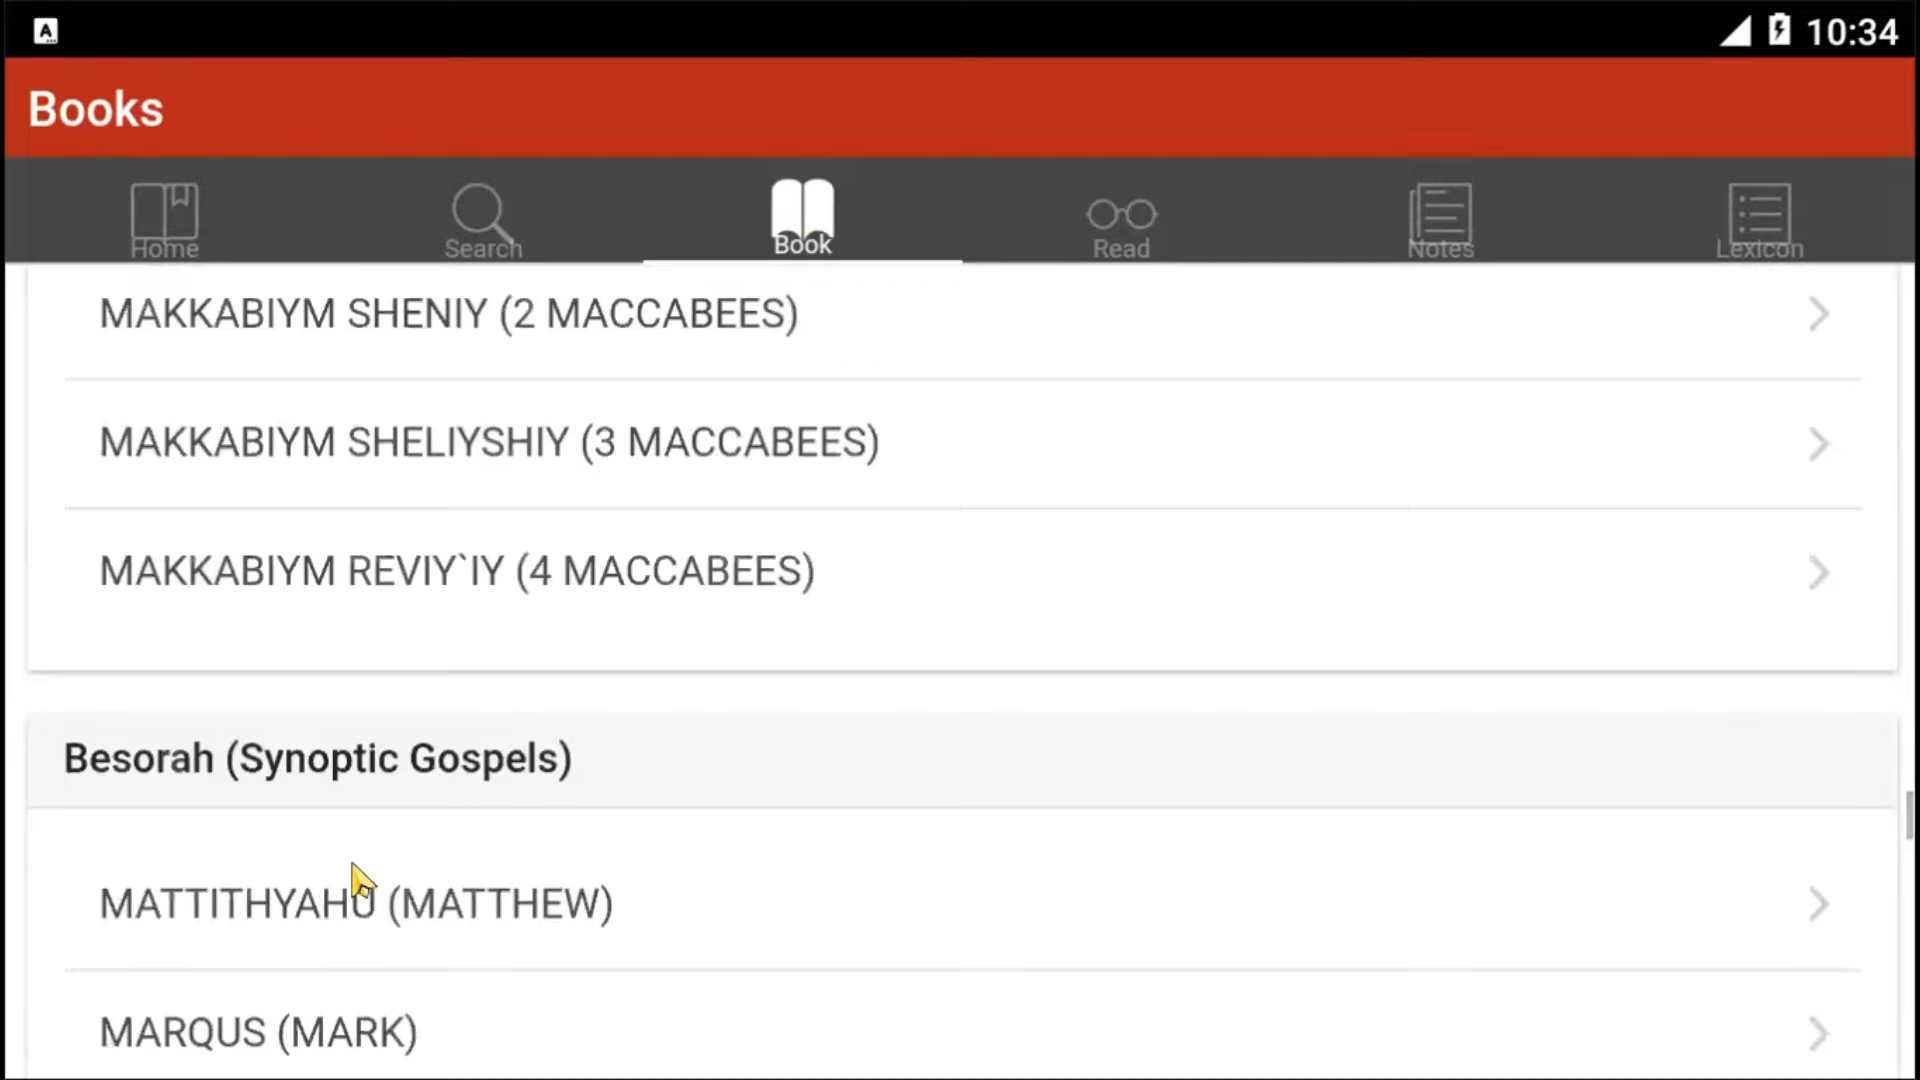 A
10:34
Books
Home
Search
Book
Read
Notes
Lexicon
MAKKABIYM SHENIY (2 MACCABEES)
MAKKABIYM SHELIYSHIY (3 MACCABEES)
MAKKABIYM REVIY`IY (4 MACCABEES)
Besorah (Synoptic Gospels)
MATTITHYAHU (MATTHEW)
MARQUS (MARK)